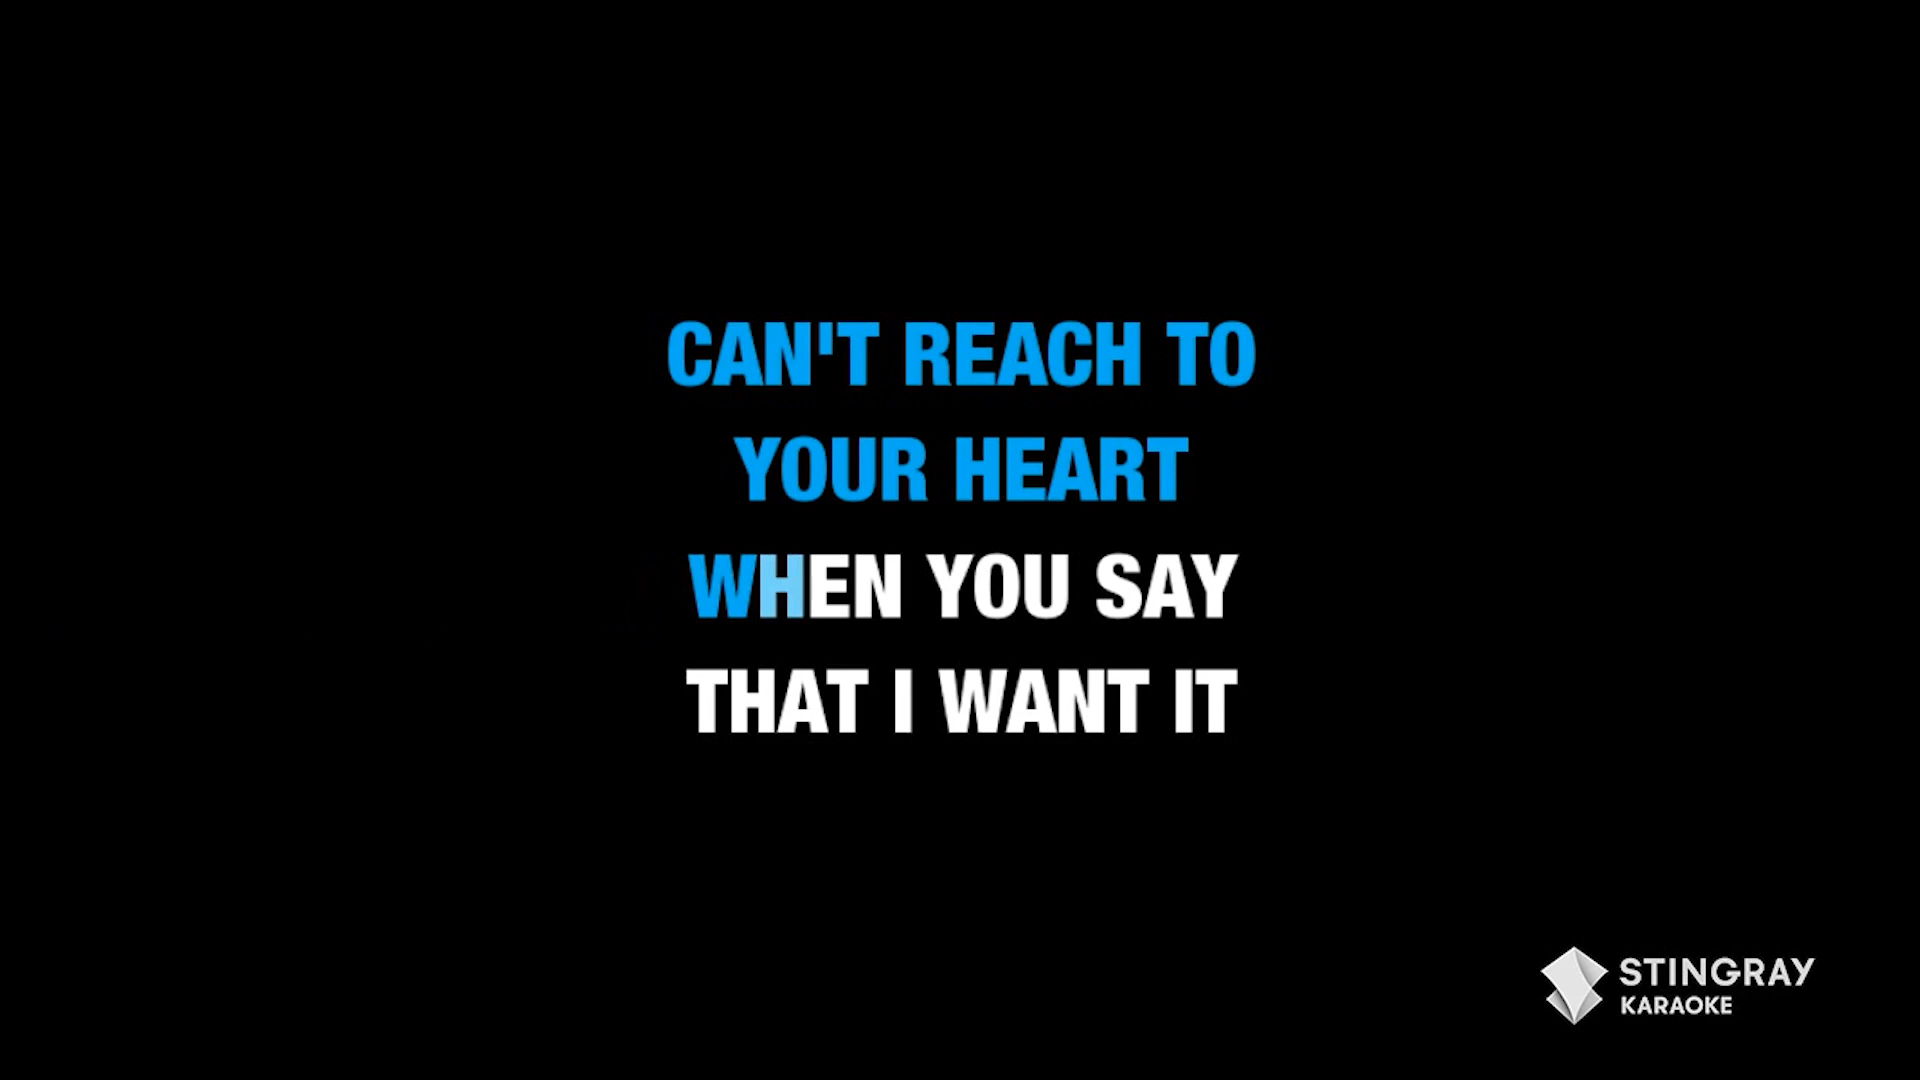 CAN'T REACH TO
YOUR HEART
WHEN YOU SAY
THAT I WANT IT
STINGRAY
KARAOKE